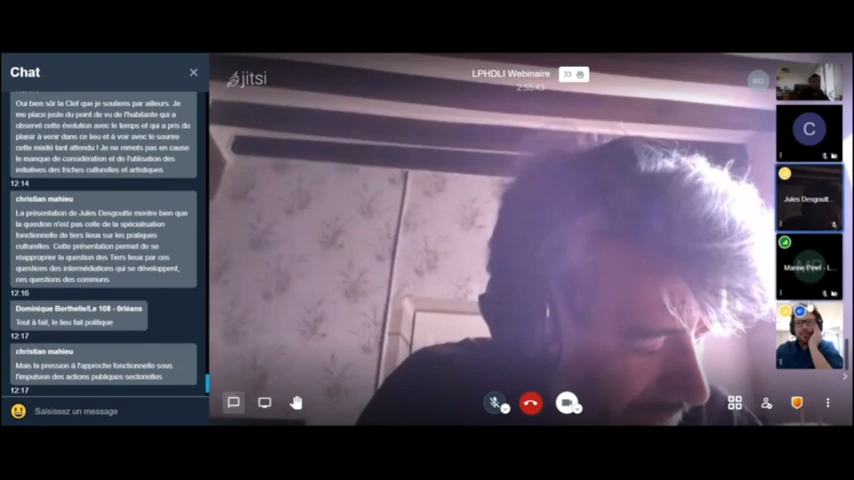 Chat
Oui bien sûr la Clef que je soutiens par ailleurs. Je
me place juste du point de vu de l'habitante qui a
observé cette évolution avec le temps et qui a pris du
plaisir à venir dans ce lieu et à voir avec le sourire
cette mixité tant attendu ! Je ne remets pas en cause
le manque de considération et de l'utilisation des
initiatives des friches culturelles et artistiques
12:14
christian mahieu
La présentation de Jules Desgoutte montre bien que
la question n'est pas celle de la spécialisation
fonctionnelle de tiers lieux sur les pratiques
culturelles. Cette présentation permet de se
réapproprier la question des Tiers lieux par ces
questions des intermédiations qui se développent,
ces questions des communs.
12:16
Dominique Borthelle/Le 108 - 0rléans
Tout à fait, le lieu fait politique
12:17
christian mahieu
Mais la pression à l'approche fonctionnelle sous
l'impulsion des actions publiques sectorielles
12:17
Saisissez un message
jitsi
LPHDLI Webinaire
33
2:55:43
C
Jules Desgoutt...
Marine Pinel - L...